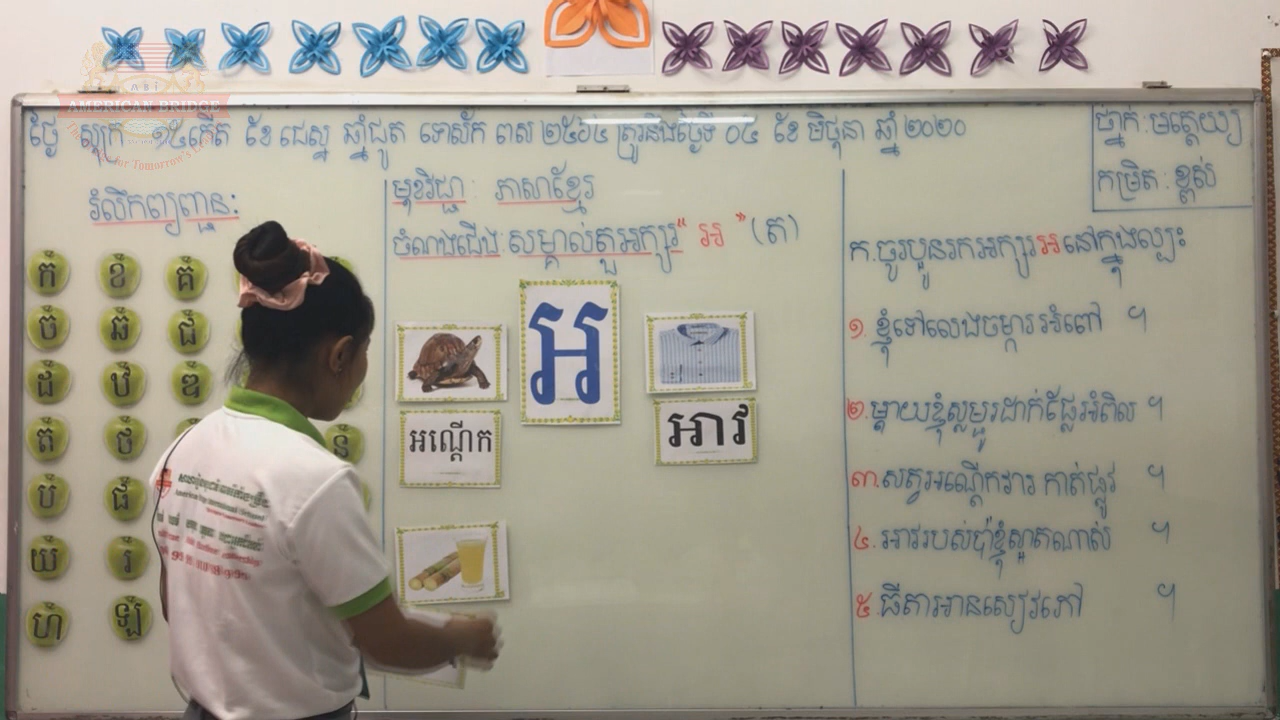 AMERICAN BRIDGE
ថ្ងៃ សុក្រ ១៤កើត ខែ ជេស្ឋ ឆ្នាំជូត ទោស័ក ពស ២៥៦៤ ត្រូវនឹងថ្ងៃទី ០៥ ខែ មិថុនា ឆ្នាំ ២០២០
ថ្នាក់ : មត្តេយ្យ
កម្រិត : ខ្ពស់
រំលឹកព្យញ្ជនៈ
ក ខ គ
ច ឆ ជ
ដ ឋ ឌ
ត ថ ន
ប ផ
យ រ
ហ ឡ
មុខវិជ្ជា : ភាសាខ្មែរ
ចំណងជើង : សម្គាល់តួអក្សរ " អ " (ត)
អ
អណ្តើក
អាវ
ក.ចូរប្អូនរកអក្សរអនៅក្នុងល្បះ
១. ខ្ញុំទៅលេងចម្ការអំពៅ ។
២.ម្តាយខ្ញុំស្លម្ជូរដាក់ផ្លែអំពិល ។
៣.សត្វអណ្តើកវារ កាត់ផ្លូវ ។
៤. អាវរបស់ប៉ាខ្ញុំស្អាតណាស់ ។
៥.ធីតាអានសៀវភៅ ។